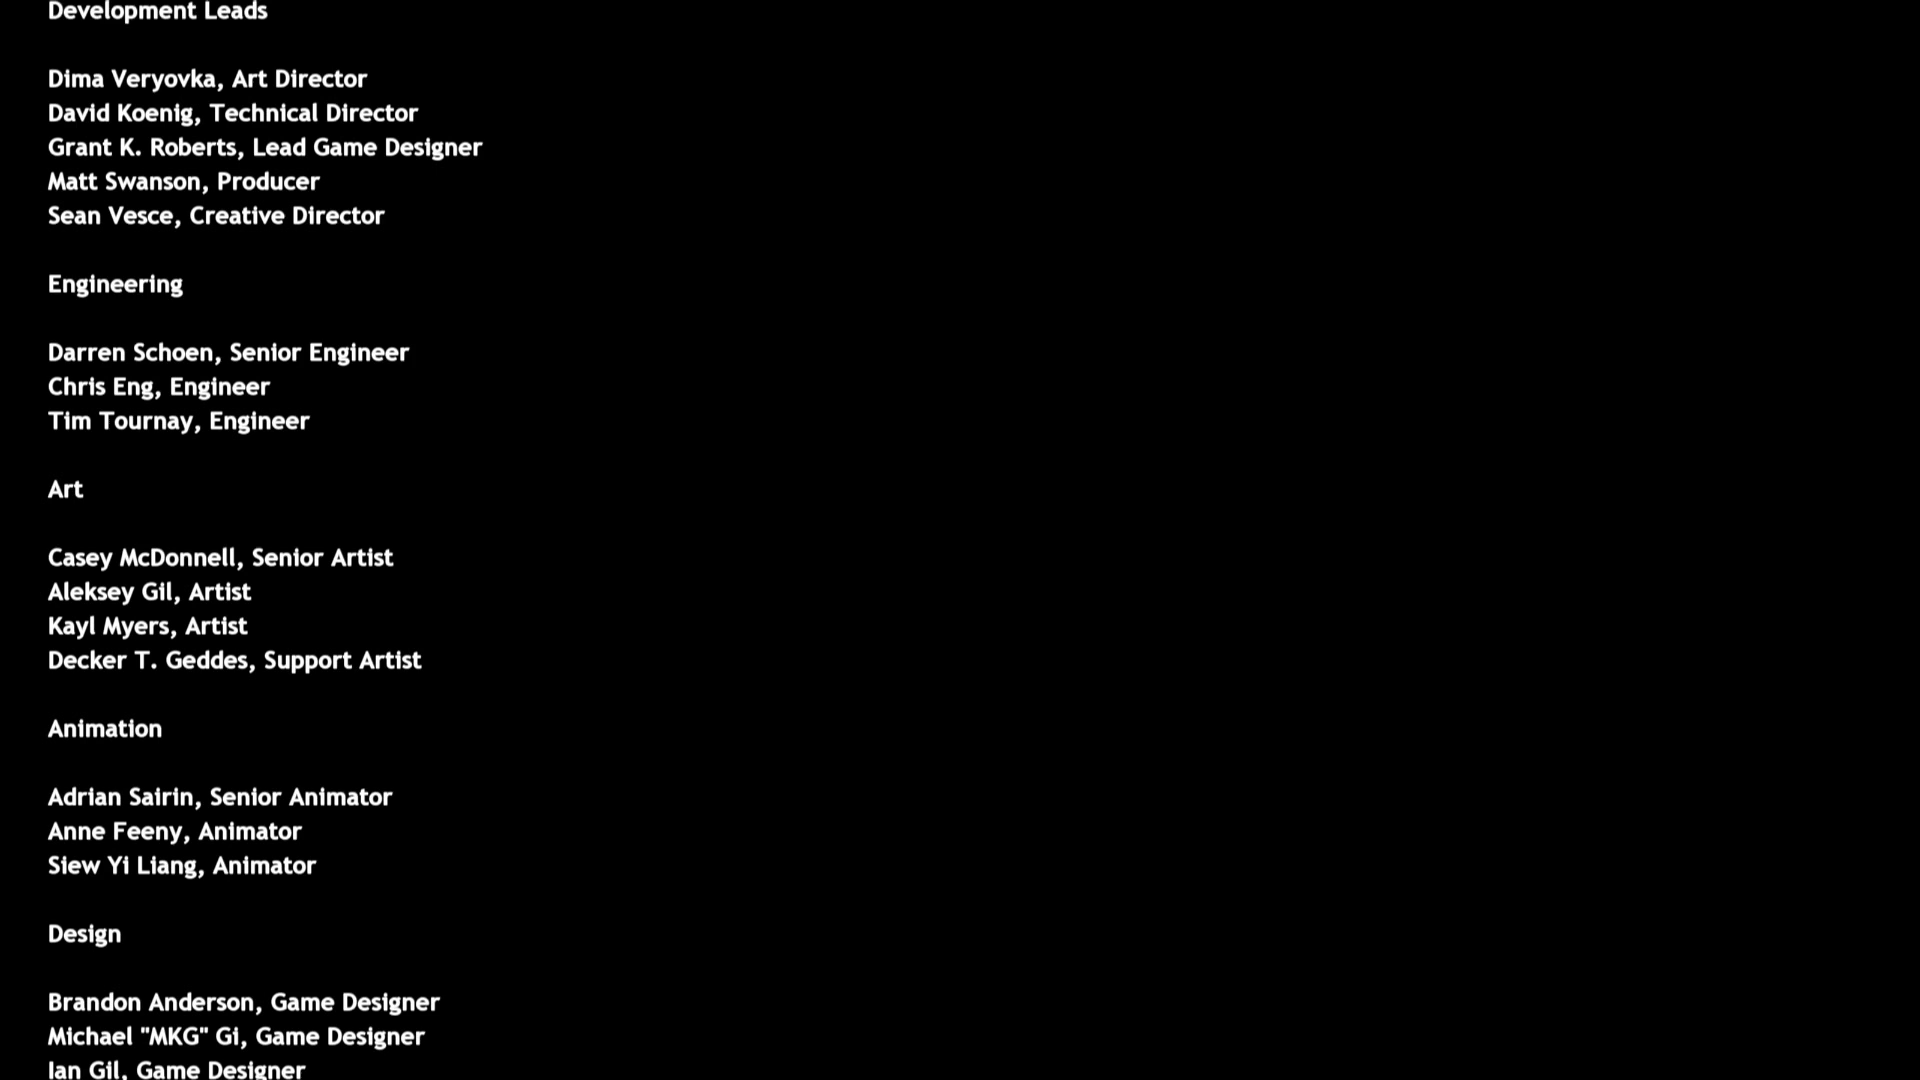 Development Leads
Dima Veryovka, Art Director
David Koenig, Technical Director
Grant K. Roberts, Lead Game Designer
Matt Swanson, Producer
Sean Vesce, Creative Director
Engineering
Darren Schoen, Senior Engineer
Chris Eng, Engineer
Tim Tournay, Engineer
Art
Casey McDonnell, Senior Artist
Aleksey Gil, Artist
Kayl Myers, Artist
Decker T. Geddes, Support Artist
Animation
Adrian Sairin, Senior Animator
Anne Feeny, Animator
Siew Yi Liang, Animator
Design
Brandon Anderson, Game Designer
Michael "MKG" Gi, Game Designer
Ian Gil, Game Designer